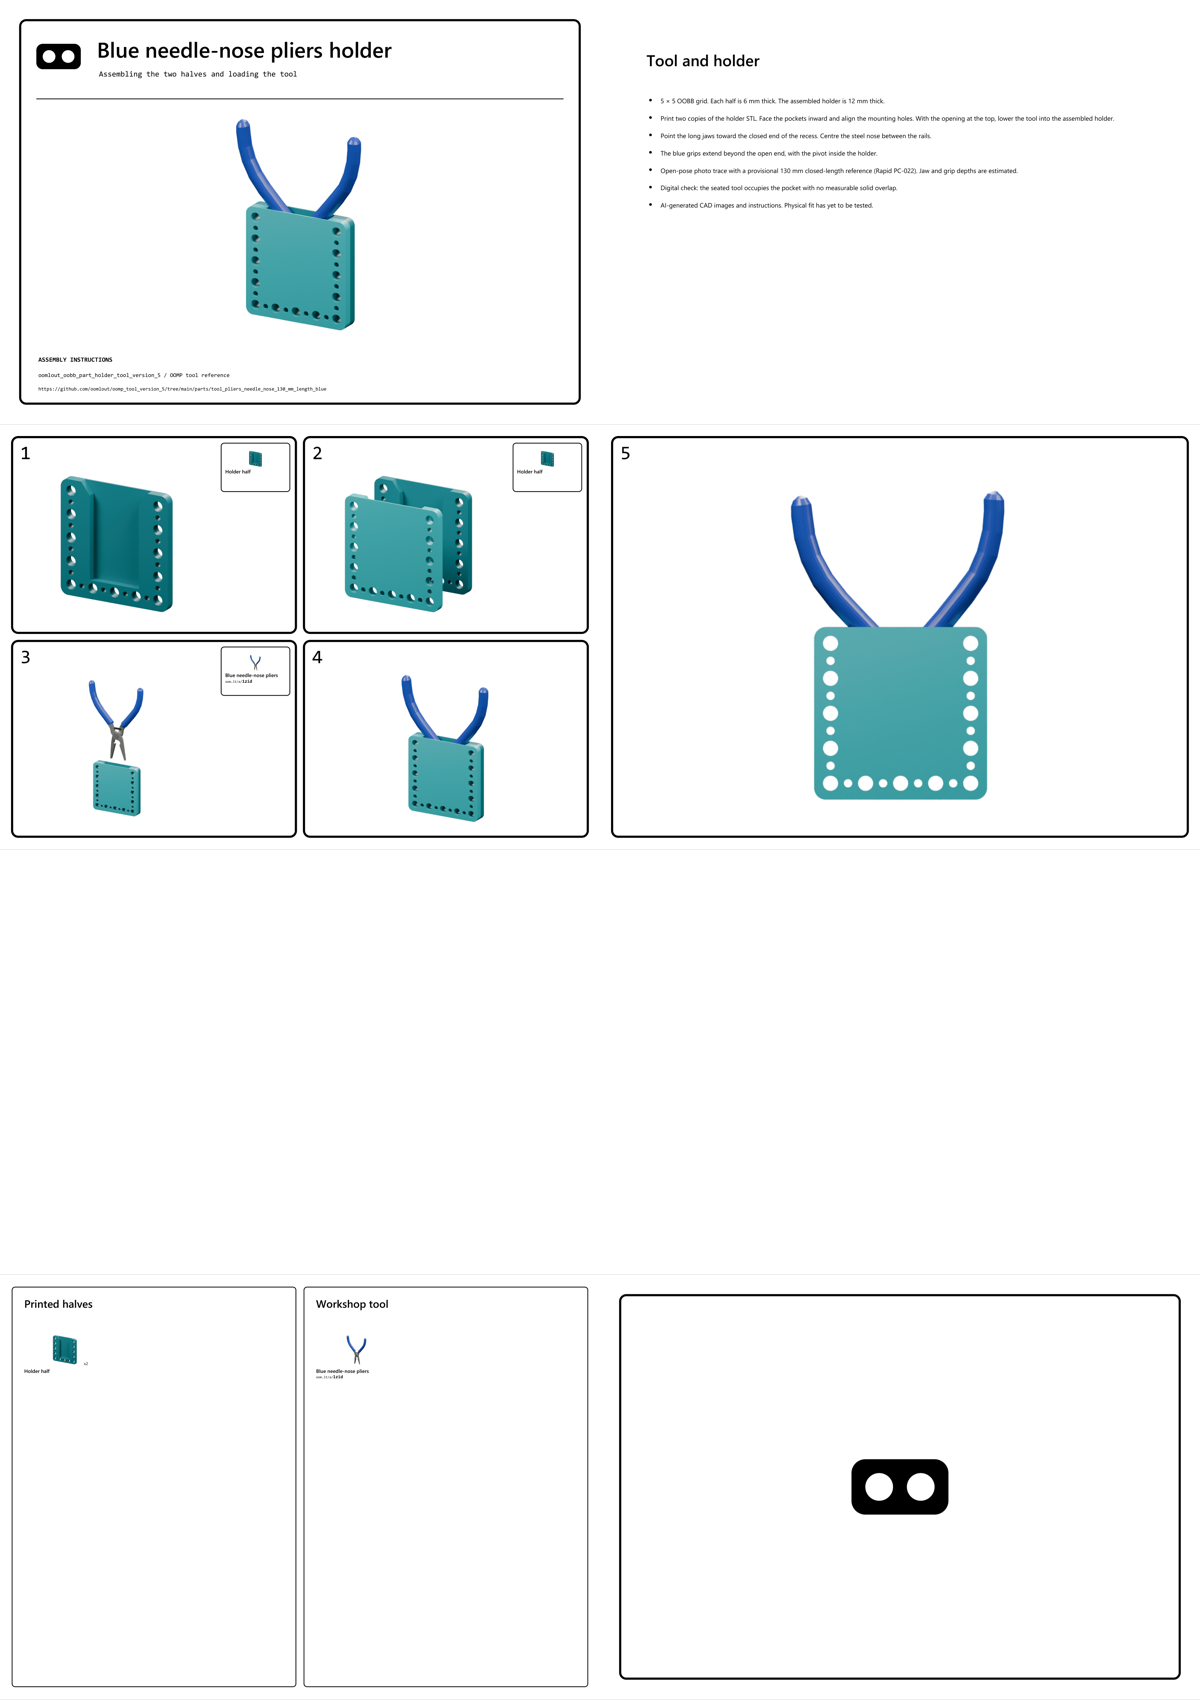 Blue needle-nose pliers holder
Assembling the two halves and loading the tool
ASSEMBLY INSTRUCTIONS
oomlout_oobb_part_holder_tool_version_5 / OOMP tool reference
https://github.com/oomlout/oomp_tool_version_5/tree/main/parts/tool_pliers_needle_nose_130_mm_length_blue
Tool and holder
• 5 × 5 OOBB grid. Each half is 6 mm thick. The assembled holder is 12 mm thick.
• Print two copies of the holder STL. Face the pockets inward and align the mounting holes. With the opening at the top, lower the tool into the assembled holder.
• Point the long jaws toward the closed end of the recess. Centre the steel nose between the rails.
• The blue grips extend beyond the open end, with the pivot inside the holder.
• Open-pose photo trace with a provisional 130 mm closed-length reference (Rapid PC-022). Jaw and grip depths are estimated.
• Digital check: the seated tool occupies the pocket with no measurable solid overlap.
• AI-generated CAD images and instructions. Physical fit has yet to be tested.
1
Holder half
2
Holder half
3
Blue needle-nose pliers
4
5
Printed halves
x2
Holder half
Workshop tool
Blue needle-nose pliers